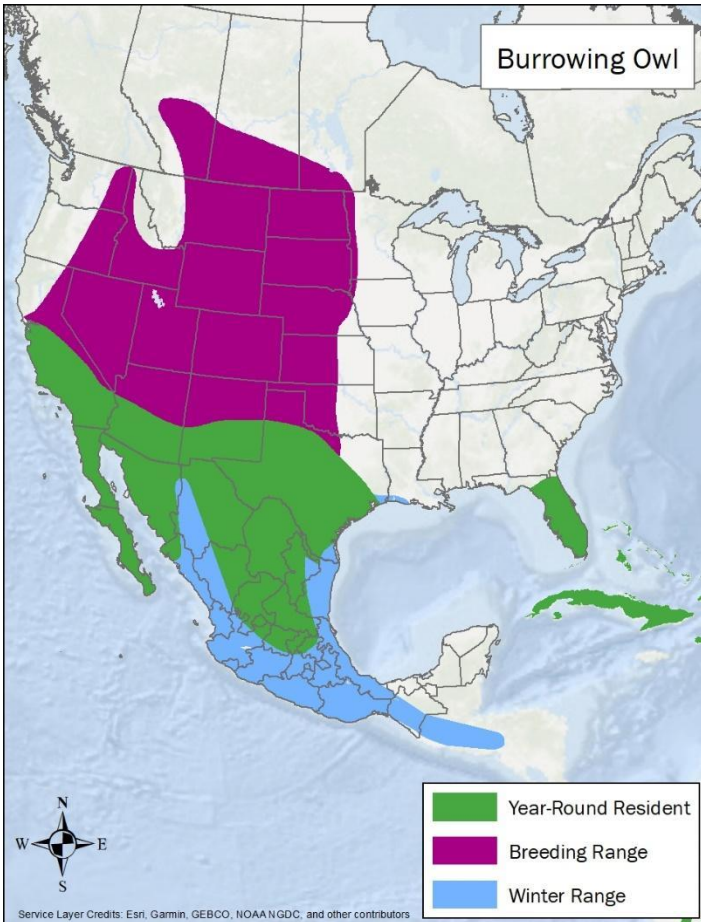 Burrowing Owl
N
W E
S
Year-Round Resident
Breeding Range
Winter Range
Service Layer Credits: Esri, Garmin, GEBCO, NOAA NGDC, and other contributors